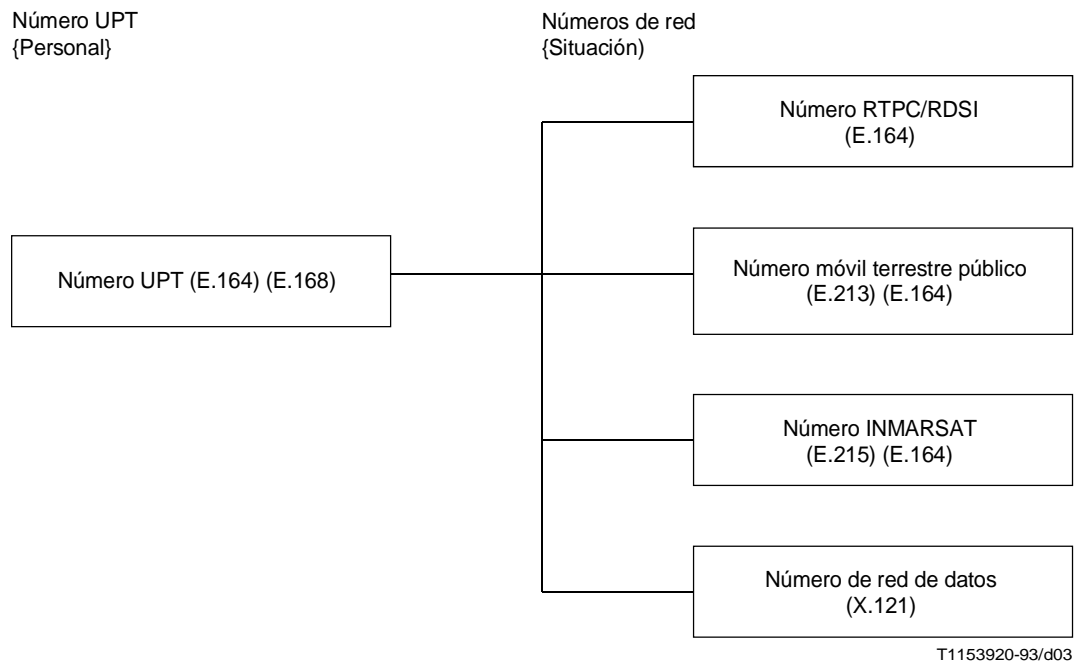 Número UPT
{Personal}
Números de red
{Situación)
Número RTPC/RDSI
(E.164)
Número UPT (E.164) (E.168)
Número móvil terrestre público
(E.213) (E.164)
Número INMARSAT
(E.215) (E.164)
Número de red de datos
(X.121)
T1153920-93/d03